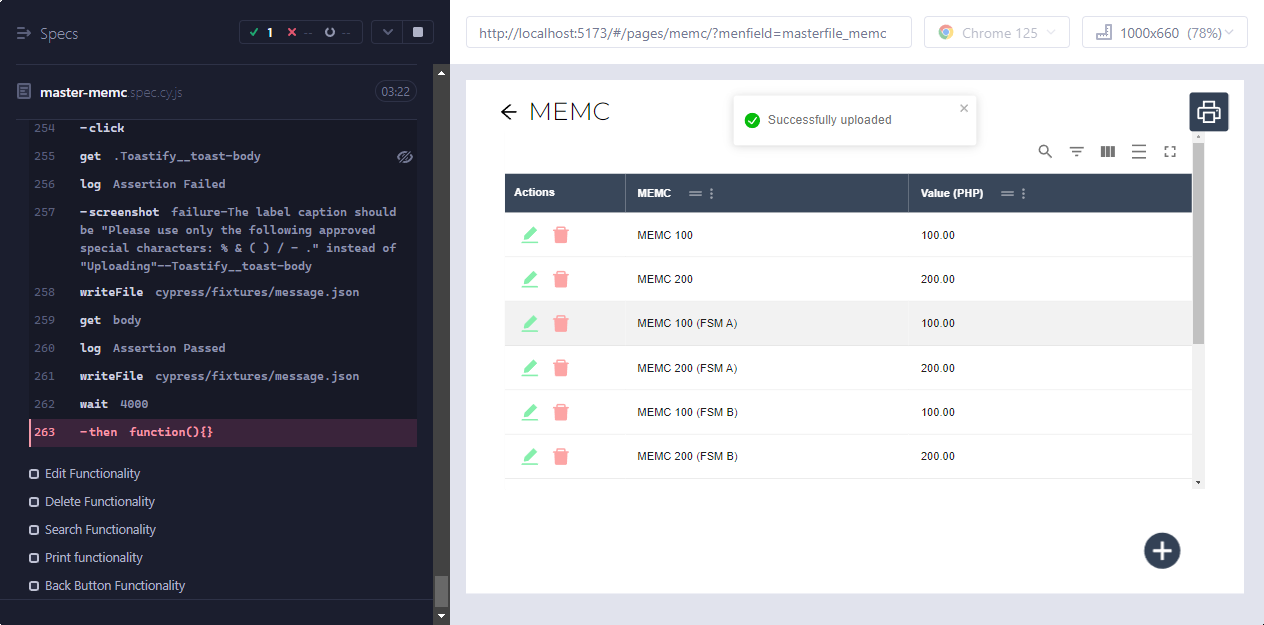 Specs
1 -- --
master-memc.spec.cy.js 03:22
254 -click
255 get .Toastify__toast-body
256 log Assertion Failed
257 -screenshot failure-The label caption should
be "Please use only the following approved
special characters: % & ( ) / - ." instead of
"Uploading"--Toastify__toast-body
258 writeFile cypress/fixtures/message.json
259 get body
260 log Assertion Passed
261 writeFile cypress/fixtures/message.json
262 wait 4000
263 -then function(){}
Edit Functionality
Delete Functionality
Search Functionality
Print functionality
Back Button Functionality
http://localhost:5173/#/pages/memc/?menfield=masterfile_memc
Chrome 125
1000x660 (78%)
MEMC
Successfully uploaded
Actions MEMC Value (PHP)
MEMC 100 100.00
MEMC 200 200.00
MEMC 100 (FSM A) 100.00
MEMC 200 (FSM A) 200.00
MEMC 100 (FSM B) 100.00
MEMC 200 (FSM B) 200.00